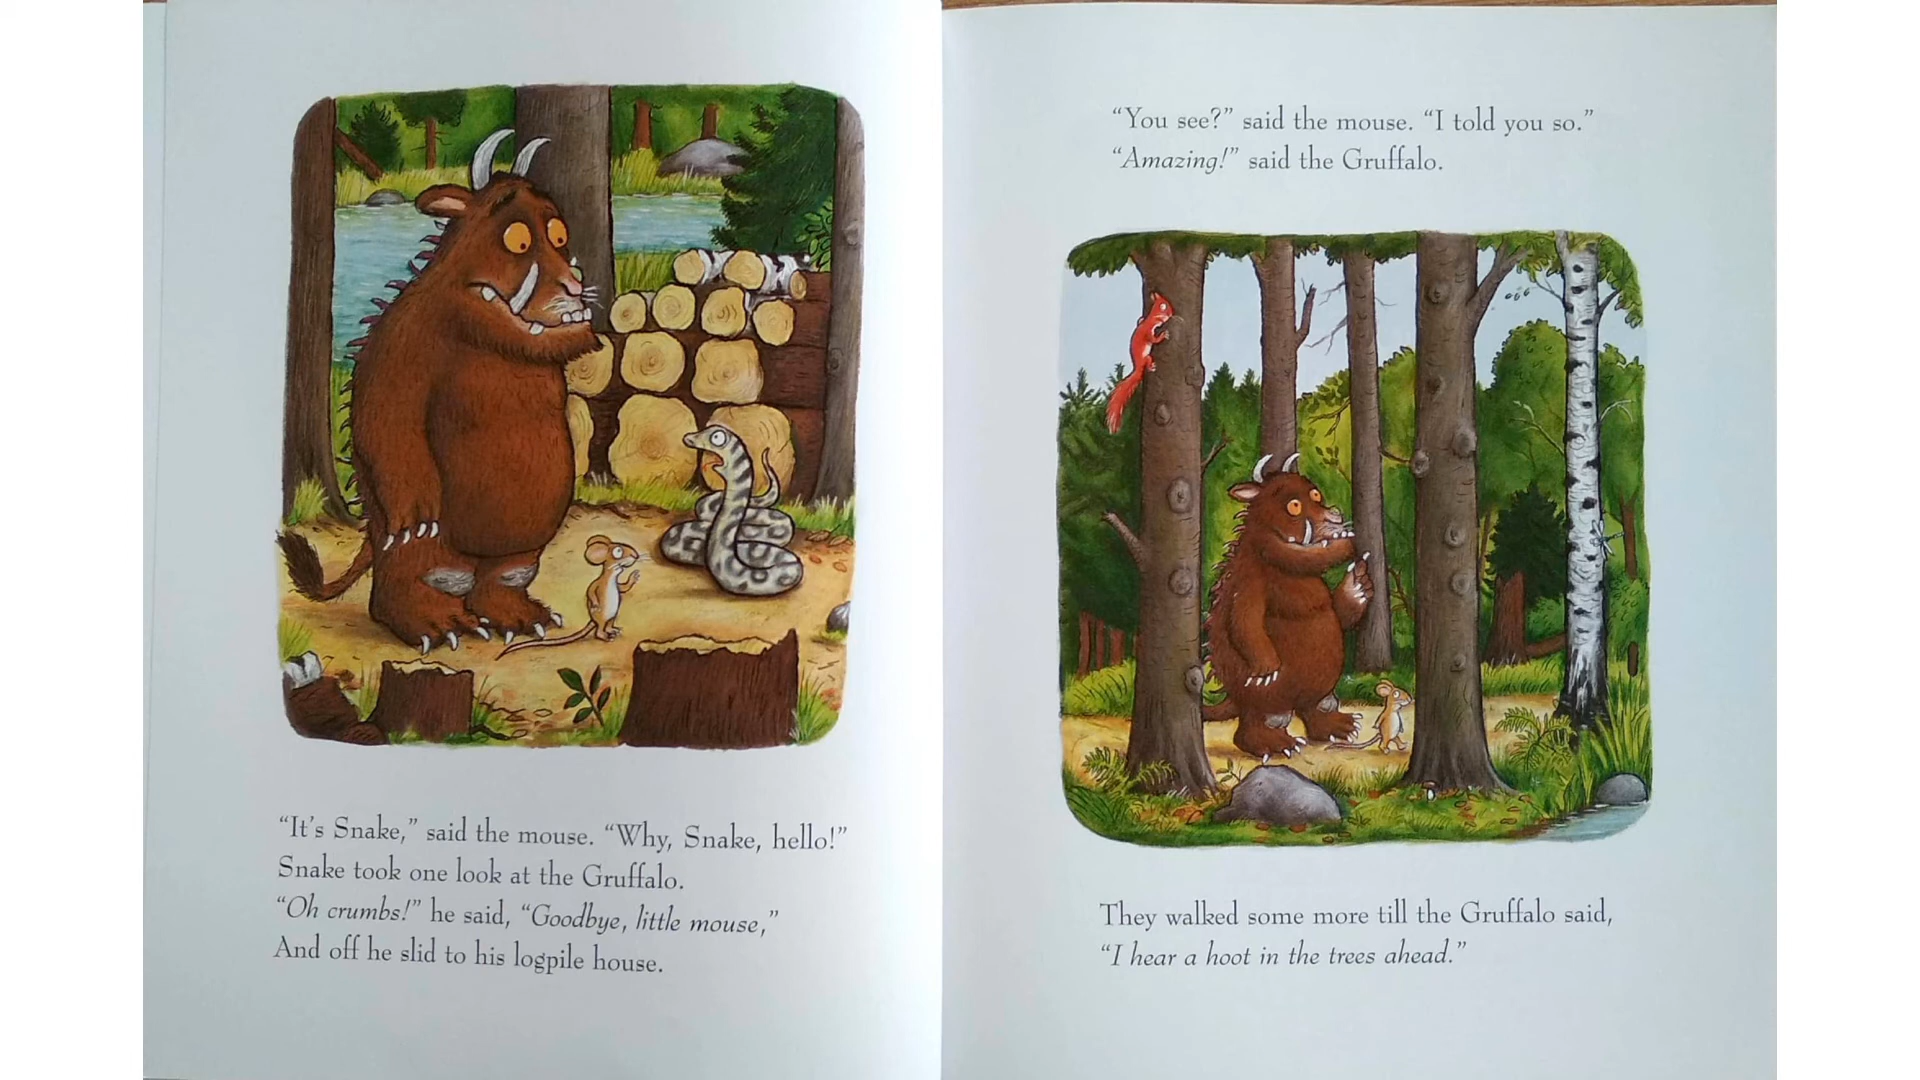 “It’s Snake,” said the mouse. “Why, Snake, hello!”
Snake took one look at the Gruffalo.
“Oh crumbs!” he said, “Goodbye, little mouse,”
And off he slid to his logpile house.
“You see?” said the mouse. “I told you so.”
“Amazing!” said the Gruffalo.
They walked some more till the Gruffalo said,
“I hear a hoot in the trees ahead.”